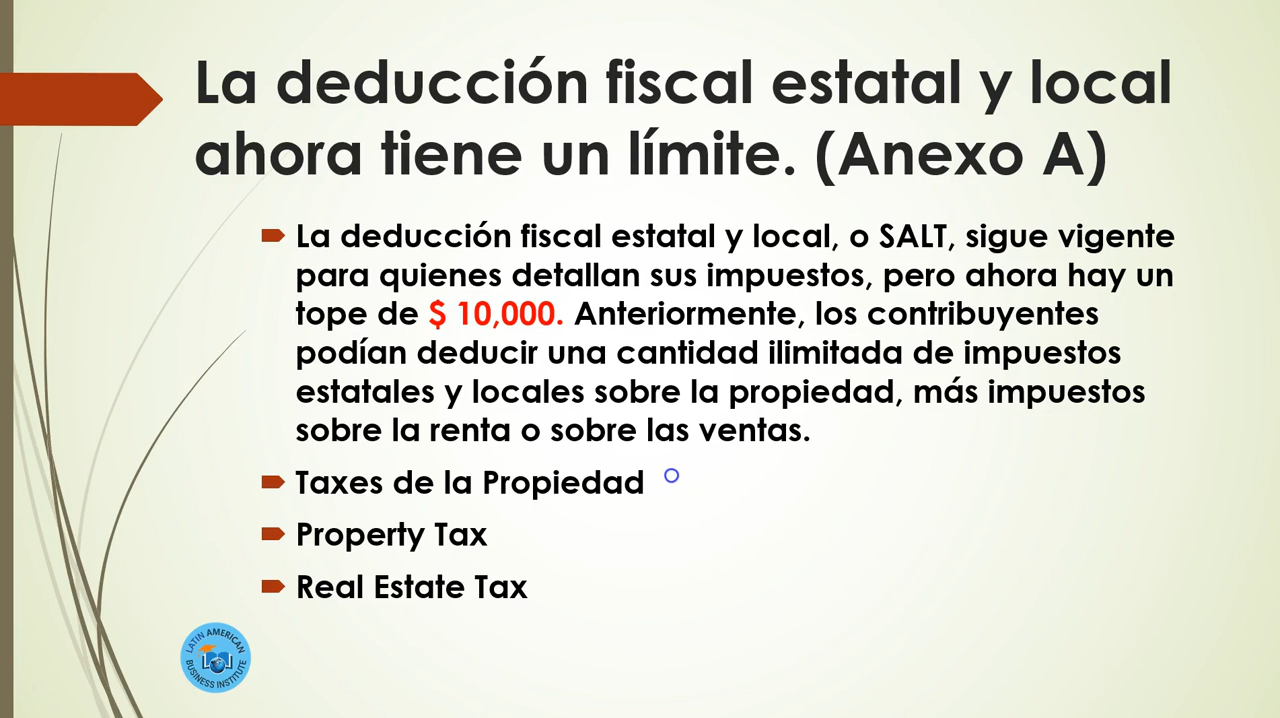 La deducción fiscal estatal y local
ahora tiene un límite. (Anexo A)
La deducción fiscal estatal y local, o SALT, sigue vigente
para quienes detallan sus impuestos, pero ahora hay un
tope de $ 10,000. Anteriormente, los contribuyentes
podían deducir una cantidad ilimitada de impuestos
estatales y locales sobre la propiedad, más impuestos
sobre la renta o sobre las ventas.
Taxes de la Propiedad
Property Tax
Real Estate Tax
LATIN AMERICAN
BUSINESS INSTITUTE